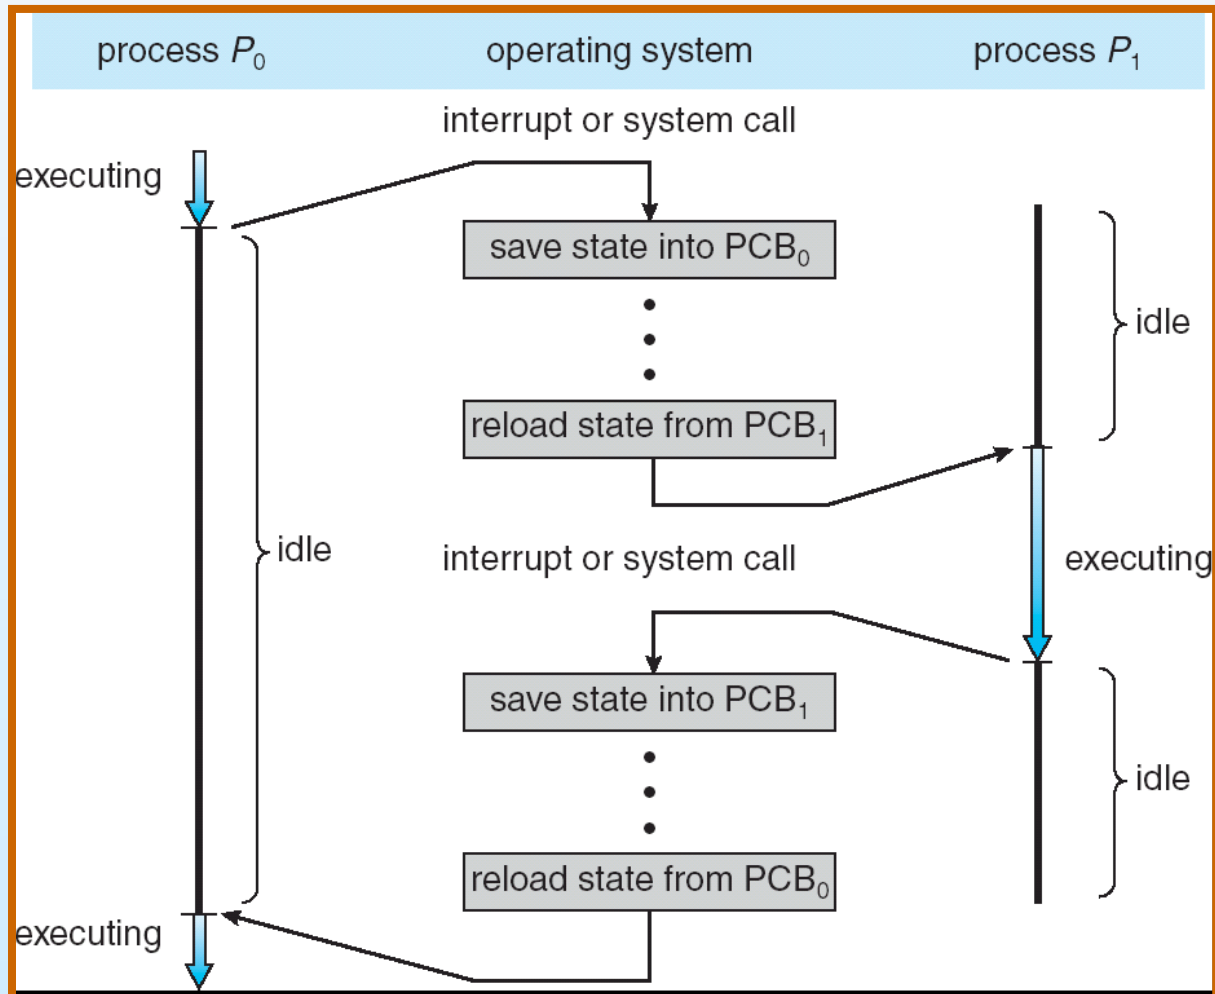 process P₀
operating system
process P₁
interrupt or system call
executing
save state into PCB₀
idle
reload state from PCB₁
idle
interrupt or system call
executing
save state into PCB₁
idle
reload state from PCB₀
executing